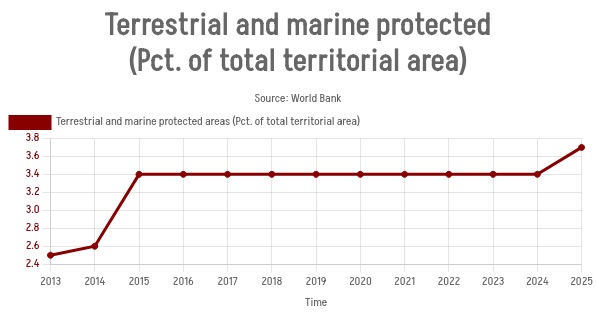 Terrestrial and marine protected
(Pct. of total territorial area)
Source: World Bank
Terrestrial and marine protected areas (Pct. of total territorial area)
3.8
3.6
3.4
3.2
3.0
2.8
2.6
2.4
2013 2014 2015 2016 2017 2018 2019 2020 2021 2022 2023 2024 2025
Time